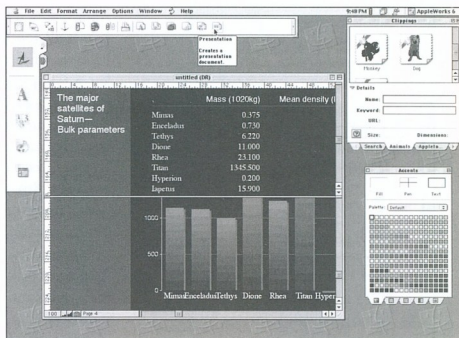 File Edit Format Arrange Options Window Help
9:48 PM AppleWorks 6
Presentation
Creates a
presentation
document.
Clippings
Monkey
Dog
Details
Name:
Keyword:
URL:
Size: Dimensions:
Search Animals
untitled (DR)
The major
satellites of
Saturn—
Bulk parameters
Mass (1020kg) Mean density (
Mimas 0.375
Enceladus 0.730
Tethys 6.220
Dione 11.000
Rhea 23.100
Titan 1345.500
Hyperion 0.200
Iapetus 15.900
1000
500
0
Mimas Enceladus Tethys Dione Rhea Titan Hyper
100 Page 4
Accents
Fill Pen Text
Palette: Default
A